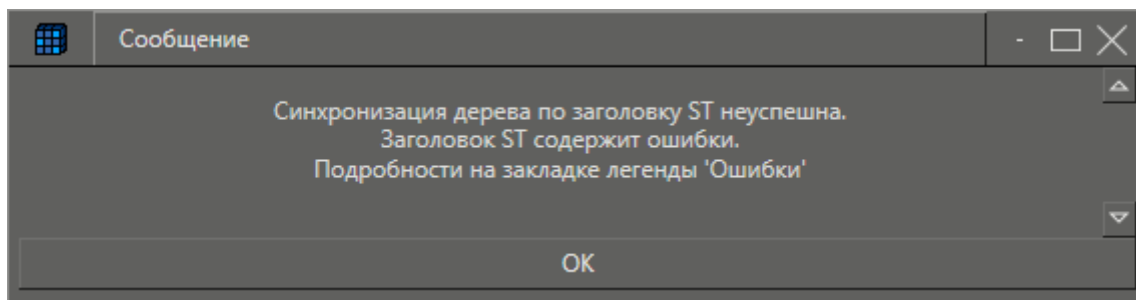 Сообщение
Синхронизация дерева по заголовку ST неуспешна.
Заголовок ST содержит ошибки.
Подробности на закладке легенды 'Ошибки'
OK